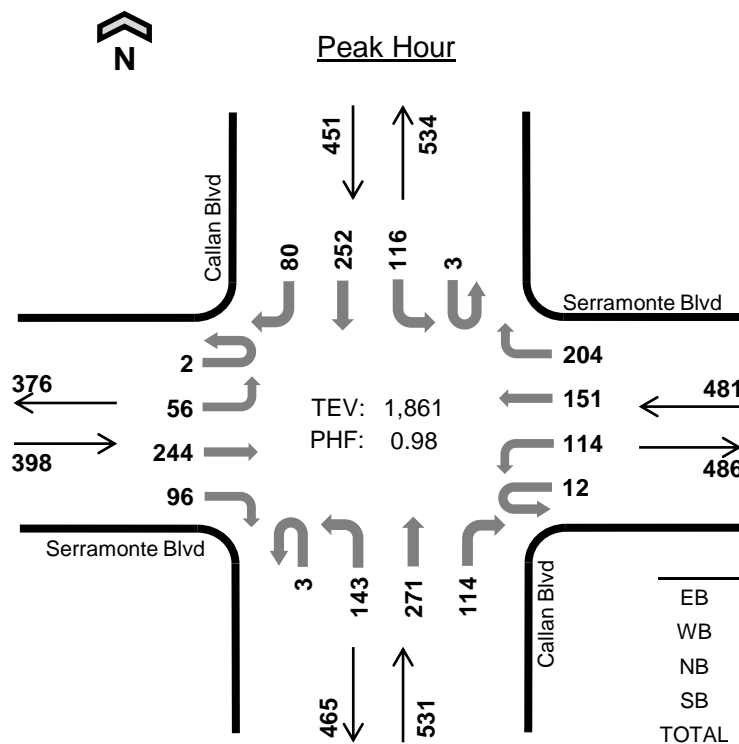 N
Peak Hour
451
534
Callan Blvd
80
252
116
3
Serramonte Blvd
2
204
376
56
TEV: 1,861
151
481
398
244
PHF: 0.98
114
486
96
12
Serramonte Blvd
3
143
271
114
Callan Blvd
465
531
EB
WB
NB
SB
TOTAL